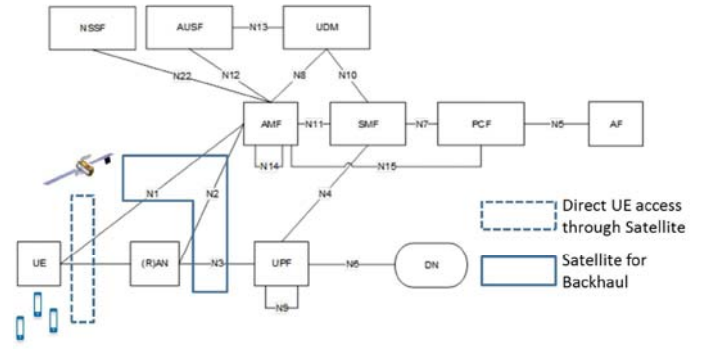 NSSF
AUSF
N13
UDM
N22
N12
N8
N10
AMF
N11
SMF
N7
PCF
N5
AF
N14
N15
N1
N2
N4
Direct UE access
through Satellite
UE
(R)AN
N3
UPF
N6
DN
Satellite for
Backhaul
N9